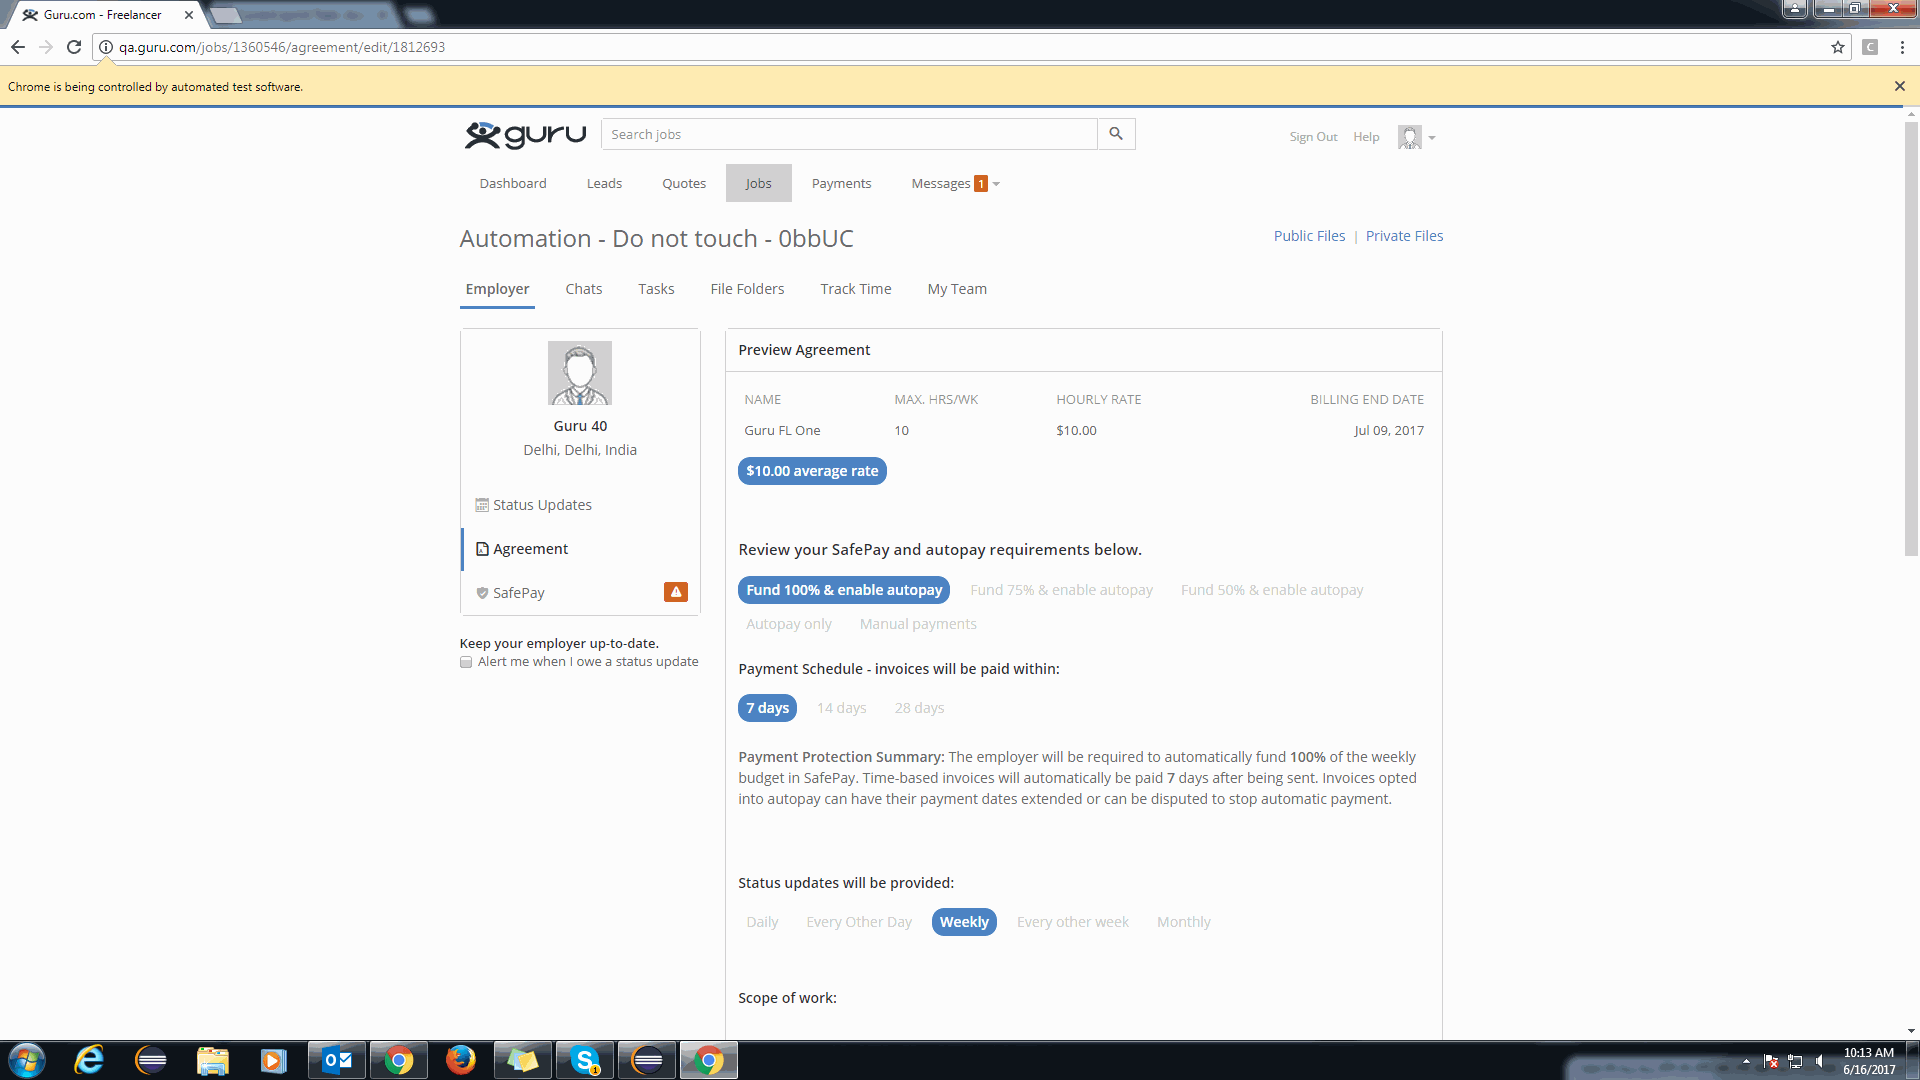 Guru.com - Freelancer
qa.guru.com/jobs/1360546/agreement/edit/1812693
Chrome is being controlled by automated test software.
guru
Search jobs
Sign Out Help
Dashboard Leads Quotes Jobs Payments Messages 1
Automation - Do not touch - 0bbUC
Public Files | Private Files
Employer Chats Tasks File Folders Track Time My Team
Guru 40
Delhi, Delhi, India
Status Updates
Agreement
SafePay
Keep your employer up-to-date.
Alert me when I owe a status update
Preview Agreement
NAME MAX. HRS/WK HOURLY RATE BILLING END DATE
Guru FL One 10 $10.00 Jul 09, 2017
$10.00 average rate
Review your SafePay and autopay requirements below.
Fund 100% & enable autopay Fund 75% & enable autopay Fund 50% & enable autopay
Autopay only Manual payments
Payment Schedule - invoices will be paid within:
7 days 14 days 28 days
Payment Protection Summary: The employer will be required to automatically fund 100% of the weekly
budget in SafePay. Time-based invoices will automatically be paid 7 days after being sent. Invoices opted
into autopay can have their payment dates extended or can be disputed to stop automatic payment.
Status updates will be provided:
Daily Every Other Day Weekly Every other week Monthly
Scope of work:
10:13 AM
6/16/2017